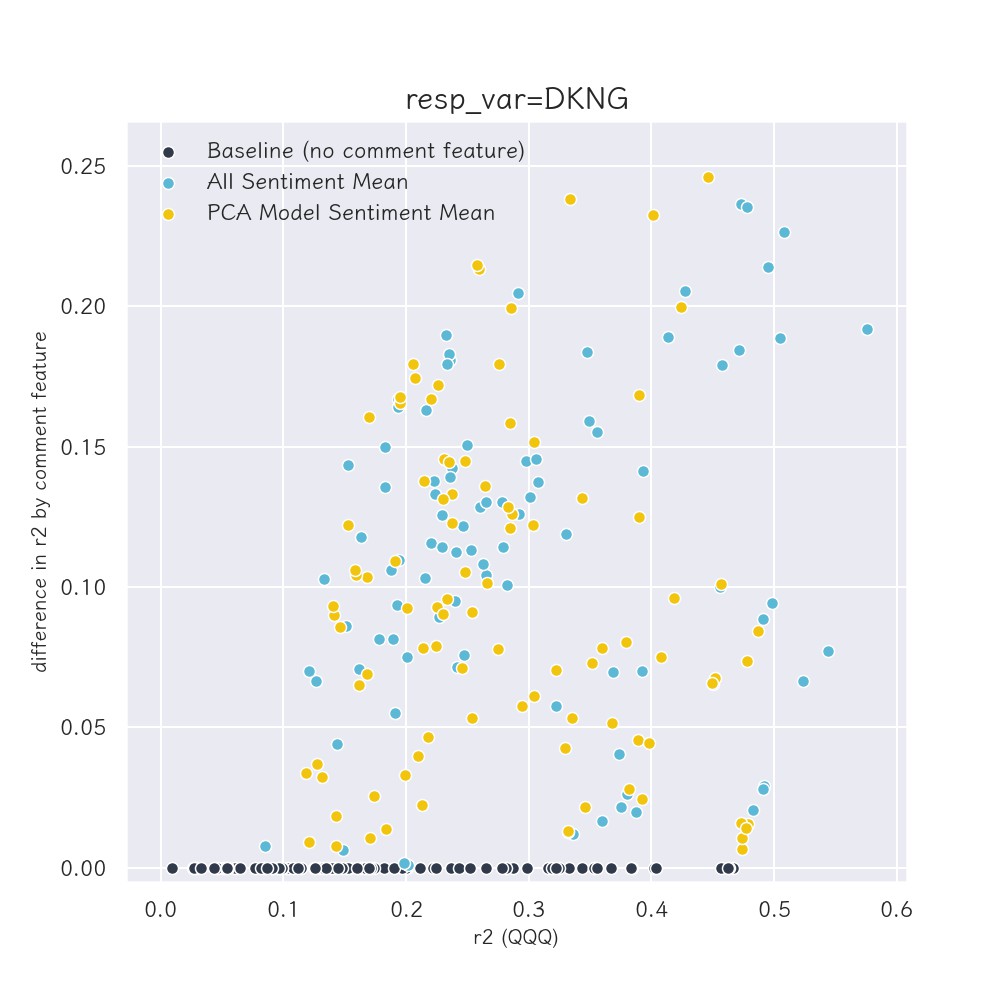 resp_var=DKNG
Baseline (no comment feature)
All Sentiment Mean
PCA Model Sentiment Mean
difference in r2 by comment feature
0.25
0.20
0.15
0.10
0.05
0.00
0.0 0.1 0.2 0.3 0.4 0.5 0.6
r2 (QQQ)